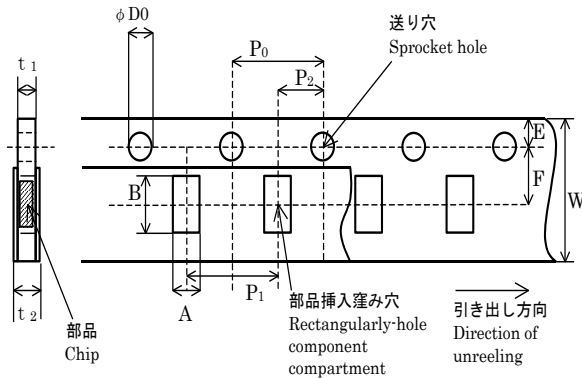 φD0
送り穴
Sprocket hole
t1
P0
P2
E
F
W
B
A
P1
t2
部品
Chip
部品挿入窪み穴
Rectangularly-hole
component
compartment
引き出し方向
Direction of
unreeling